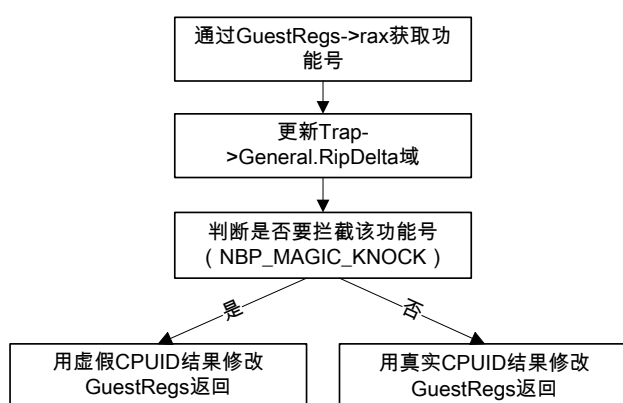 通过GuestRegs->rax获取功
能号
更新Trap-
>General.RipDelta域
判断是否要拦截该功能号
（NBP_MAGIC_KNOCK）
是
否
用虚假CPUID结果修改
GuestRegs返回
用真实CPUID结果修改
GuestRegs返回